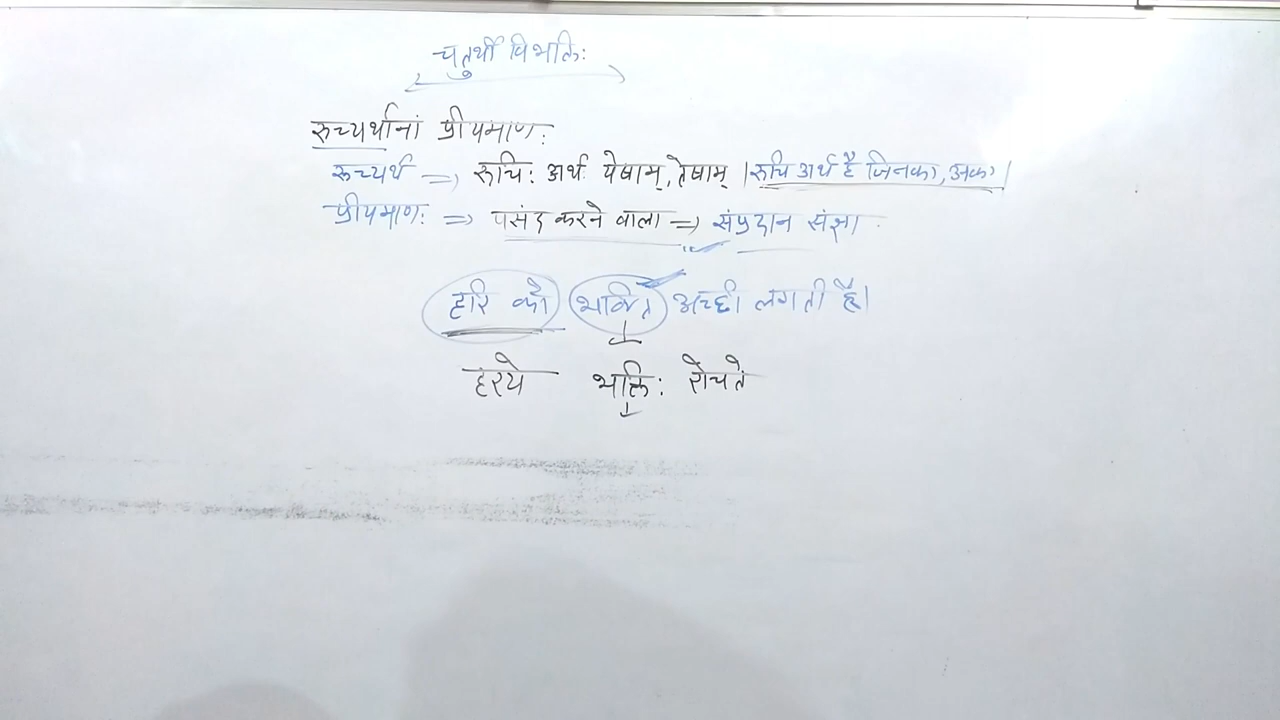 चतुर्थी विभक्तिः
रुच्यर्थानां प्रीयमाणः
रुच्यर्थ => रुचिः अर्थः येषाम्, तेषाम् | रुचि अर्थ है जिनका, उनका |
प्रीयमाणः => पसंद करने वाला => संप्रदान संज्ञा
हरि को भक्ति अच्छी लगती है।
हरये भक्तिः रोचते